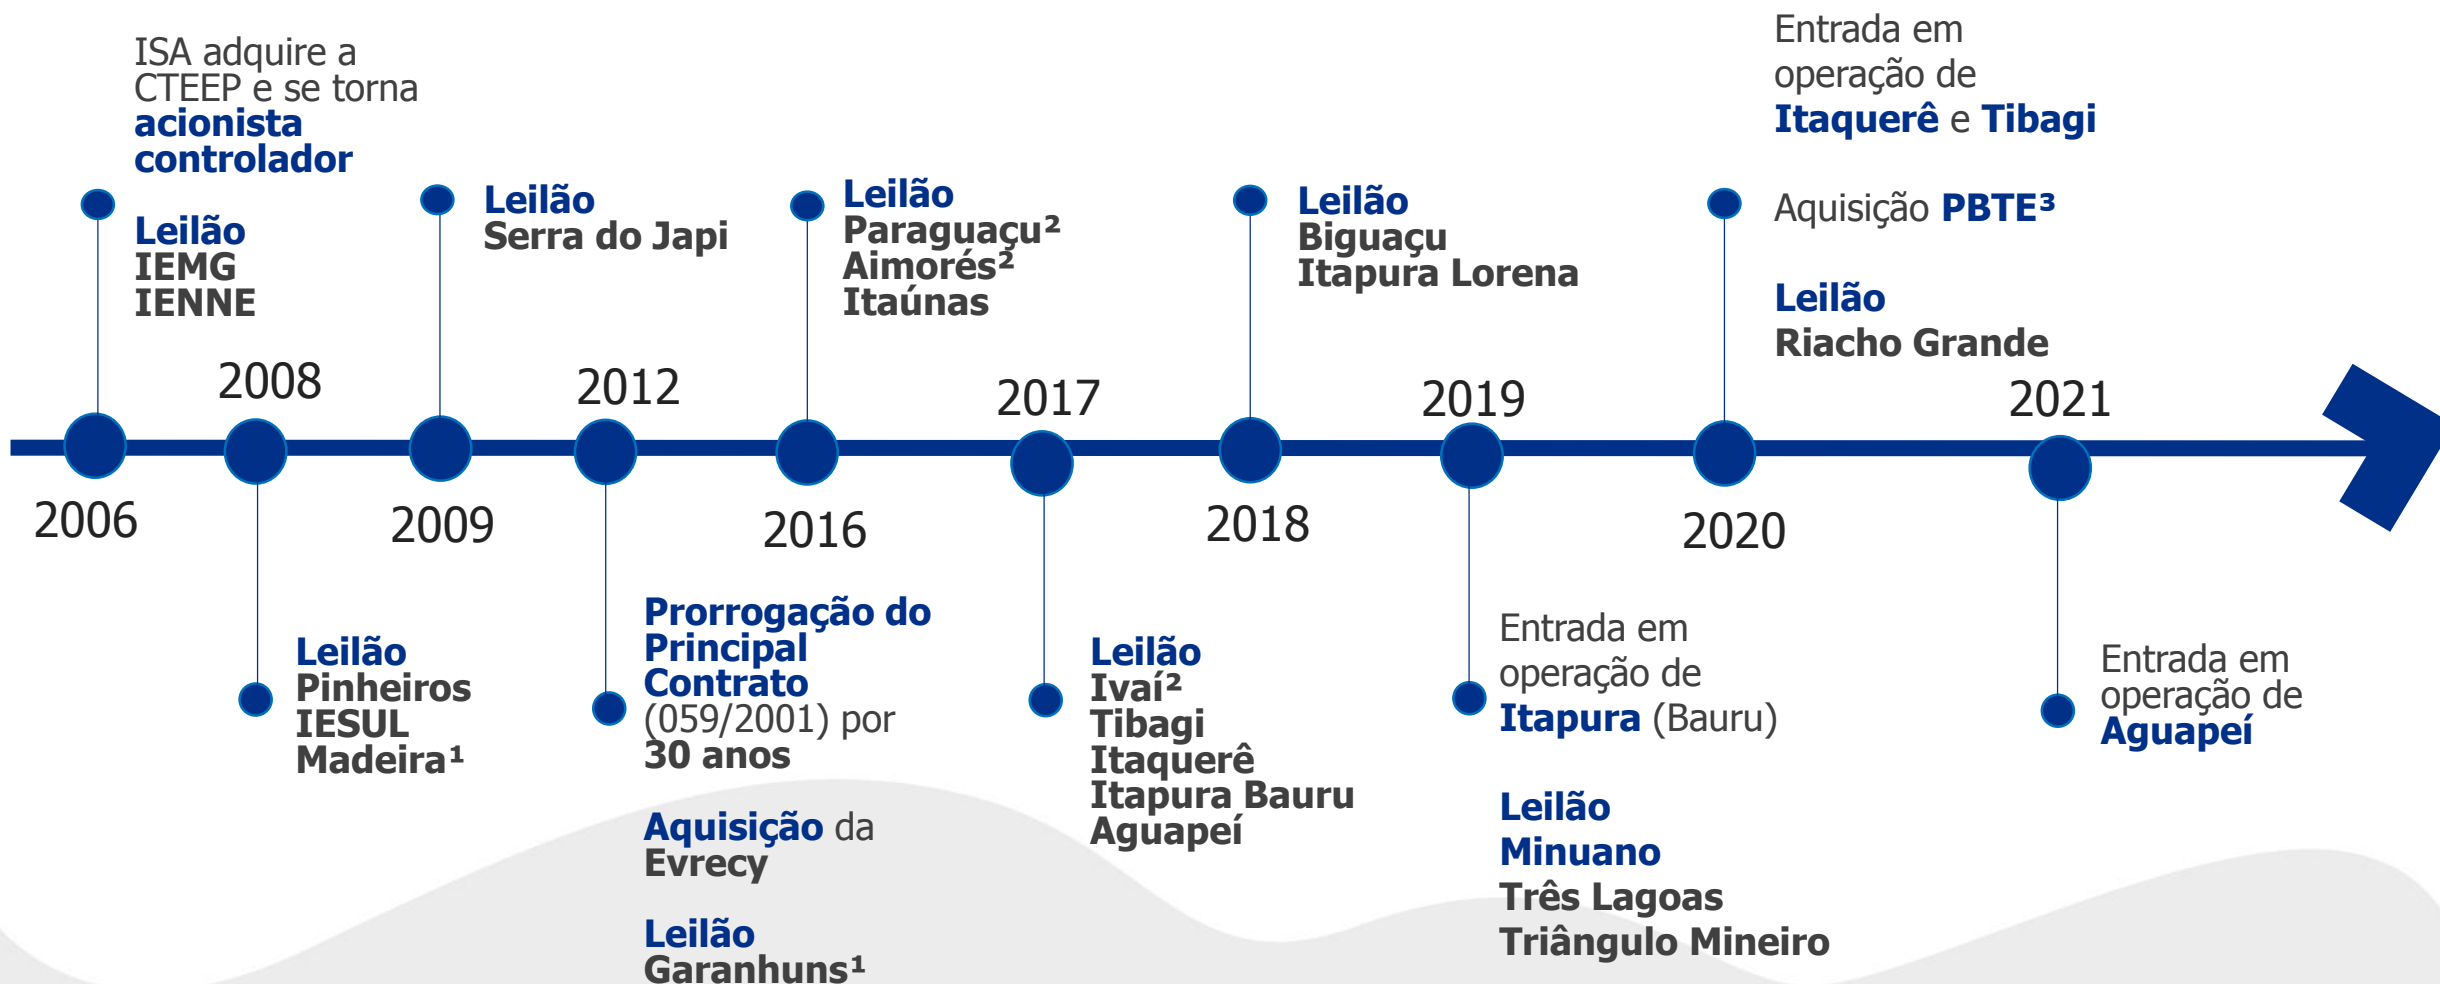 ISA adquire a
CTEEP e se torna
acionista
controlador
Leilão
IEMG
IENNE
2006
2008
Leilão
Pinheiros
IESUL
Madeira¹
Leilão
Serra do Japi
2009
2012
Prorrogação do
Principal
Contrato
(059/2001) por
30 anos
Aquisição da
Evrecy
Leilão
Garanhuns¹
Leilão
Paraguaçu²
Aimorés²
Itaúnas
2016
2017
Leilão
Ivaí²
Tibagi
Itaquerê
Itapura Bauru
Aguapeí
Leilão
Biguaçu
Itapura Lorena
2018
2019
Entrada em
operação de
Itapura (Bauru)
Leilão
Minuano
Três Lagoas
Triângulo Mineiro
Entrada em
operação de
Itaquerê e Tibagi
Aquisição PBTE³
Leilão
Riacho Grande
2020
2021
Entrada em
operação de
Aguapeí